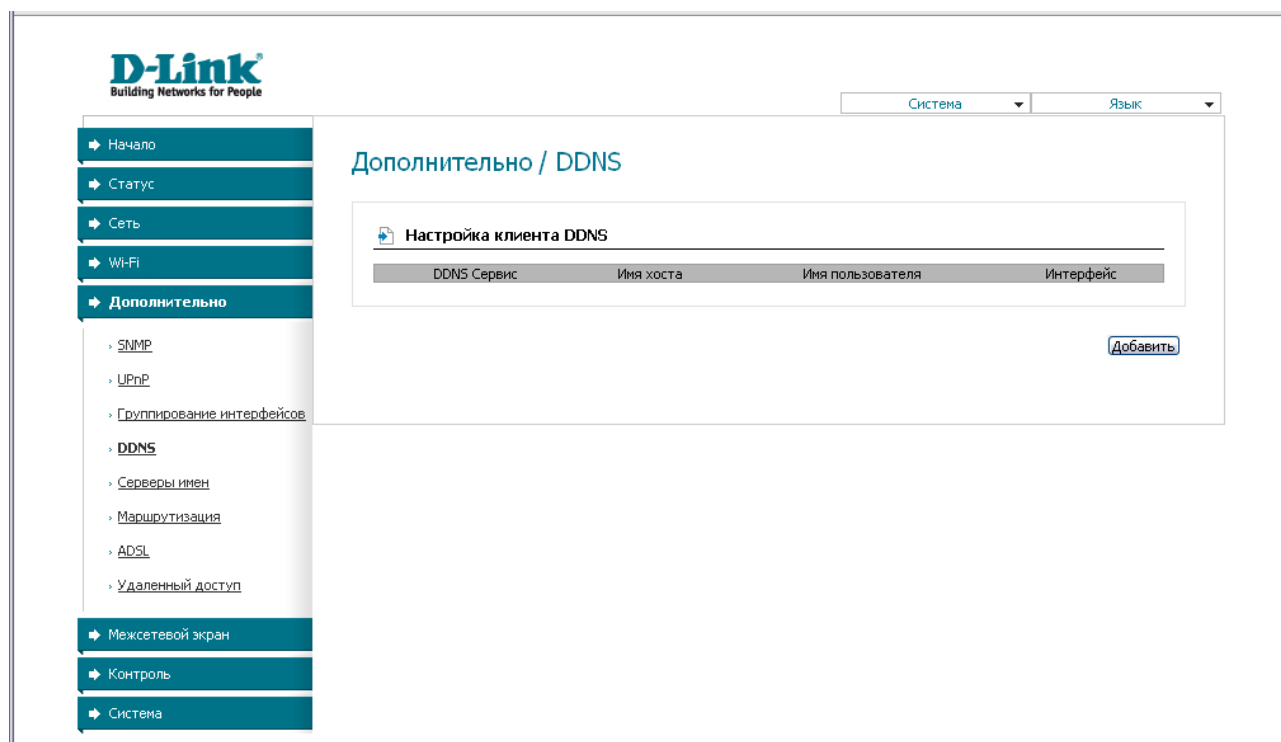 D-Link
Building Networks for People
Система
Язык
Начало
Статус
Сеть
Wi-Fi
Дополнительно
SNMP
UPnP
Группирование интерфейсов
DDNS
Серверы имен
Маршрутизация
ADSL
Удаленный доступ
Межсетевой экран
Контроль
Система
Дополнительно / DDNS
Настройка клиента DDNS
DDNS Сервис Имя хоста Имя пользователя Интерфейс
Добавить